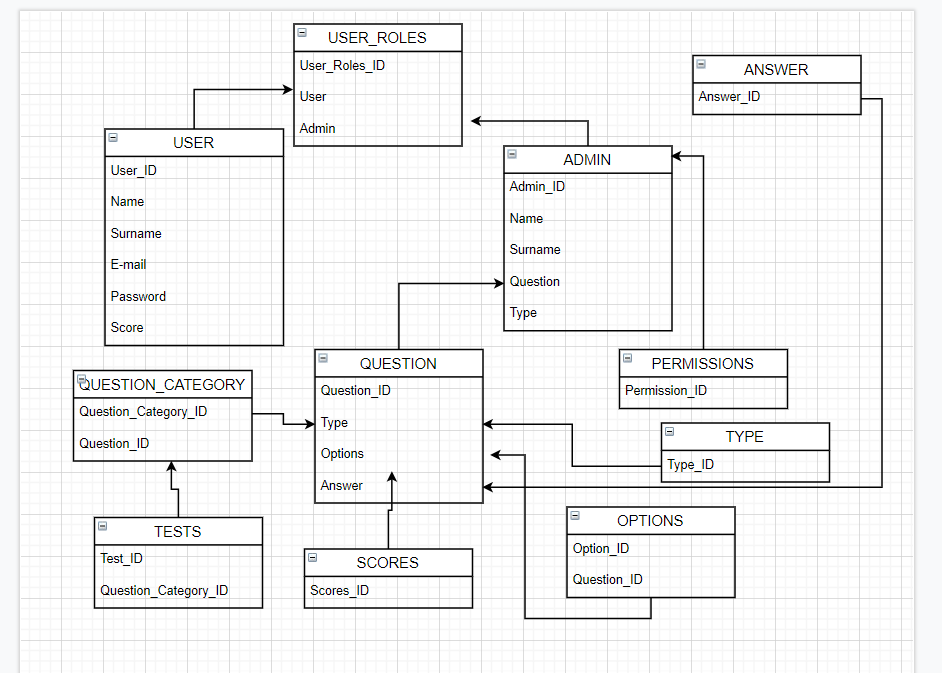 USER_ROLES
User_Roles_ID
User
Admin
ANSWER
Answer_ID
USER
User_ID
Name
Surname
E-mail
Password
Score
ADMIN
Admin_ID
Name
Surname
Question
Type
QUESTION
Question_ID
Type
Options
Answer
PERMISSIONS
Permission_ID
QUESTION_CATEGORY
Question_Category_ID
Question_ID
TYPE
Type_ID
TESTS
Test_ID
Question_Category_ID
SCORES
Scores_ID
OPTIONS
Option_ID
Question_ID